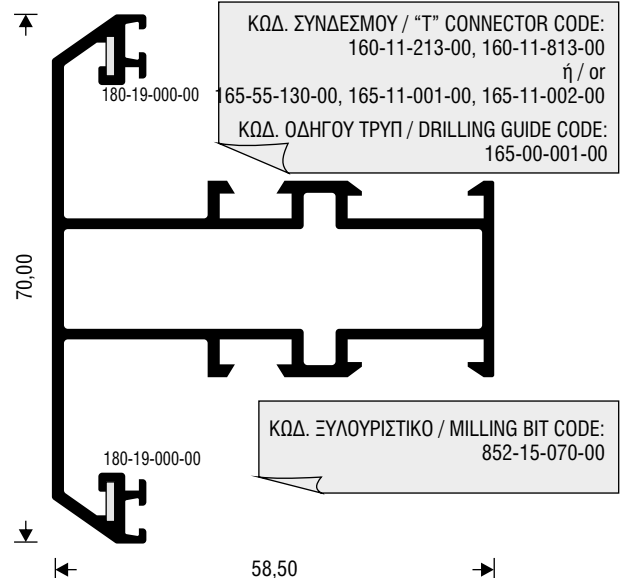 ΚΩΔ. ΣΥΝΔΕΣΜΟΥ / “T” CONNECTOR CODE:
160-11-213-00, 160-11-813-00
ή / or
165-55-130-00, 165-11-001-00, 165-11-002-00
ΚΩΔ. ΟΔΗΓΟΥ ΤΡΥΠ / DRILLING GUIDE CODE:
165-00-001-00
180-19-000-00
70,00
ΚΩΔ. ΞΥΛΟΥΡΙΣΤΙΚΟ / MILLING BIT CODE:
852-15-070-00
180-19-000-00
58,50